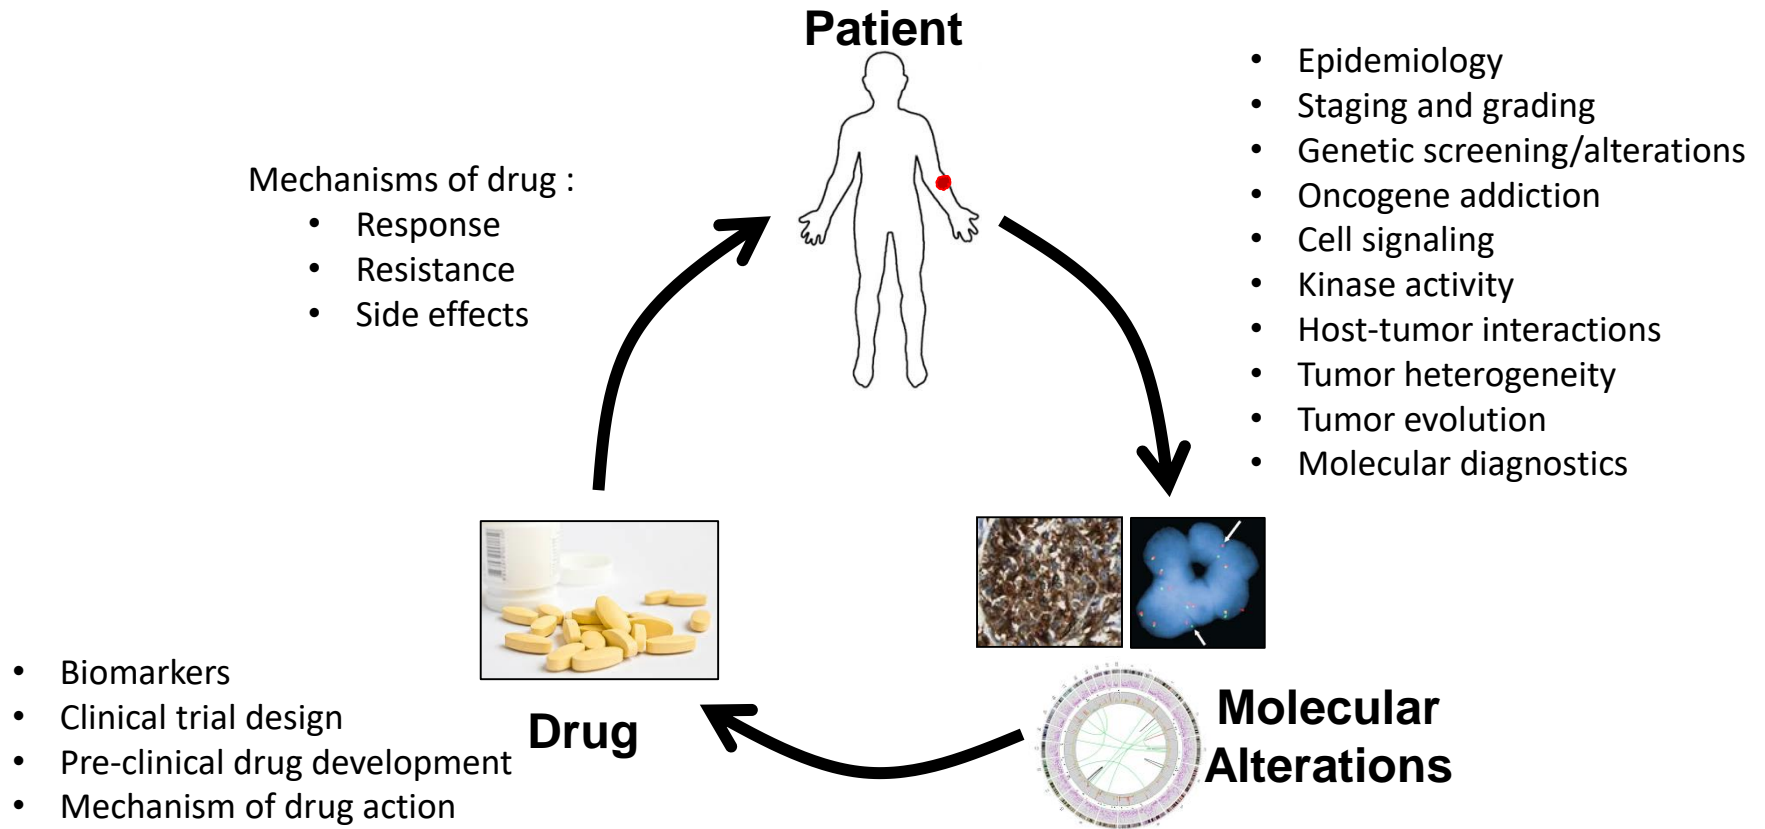 Patient
• Epidemiology
• Staging and grading
• Genetic screening/alterations
• Oncogene addiction
• Cell signaling
• Kinase activity
• Host-tumor interactions
• Tumor heterogeneity
• Tumor evolution
• Molecular diagnostics
Mechanisms of drug :
• Response
• Resistance
• Side effects
Molecular
Alterations
Drug
• Biomarkers
• Clinical trial design
• Pre-clinical drug development
• Mechanism of drug action